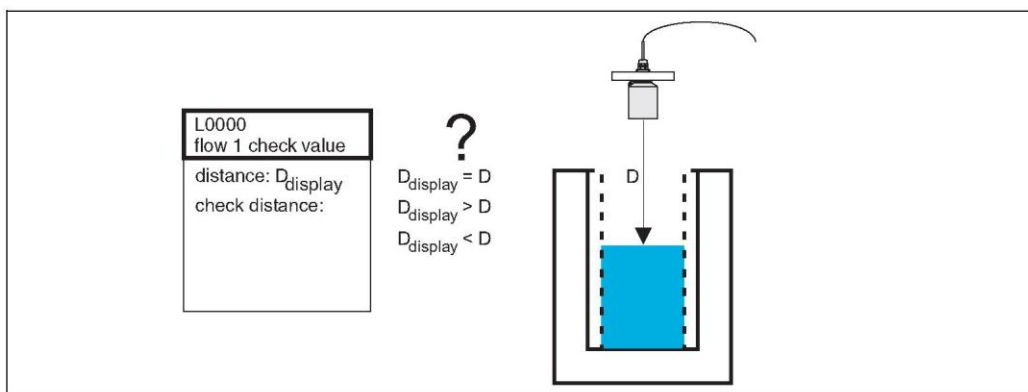 L0000
flow 1 check value
distance: Ddisplay
check distance:
?
Ddisplay = D
Ddisplay > D
Ddisplay < D
D